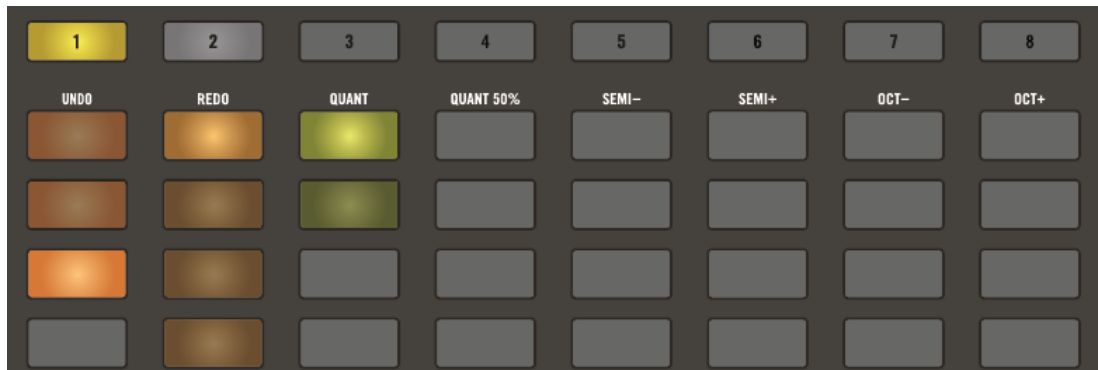 1 2 3 4 5 6 7 8
UNDO REDO QUANT QUANT 50% SEMI– SEMI+ OCT– OCT+